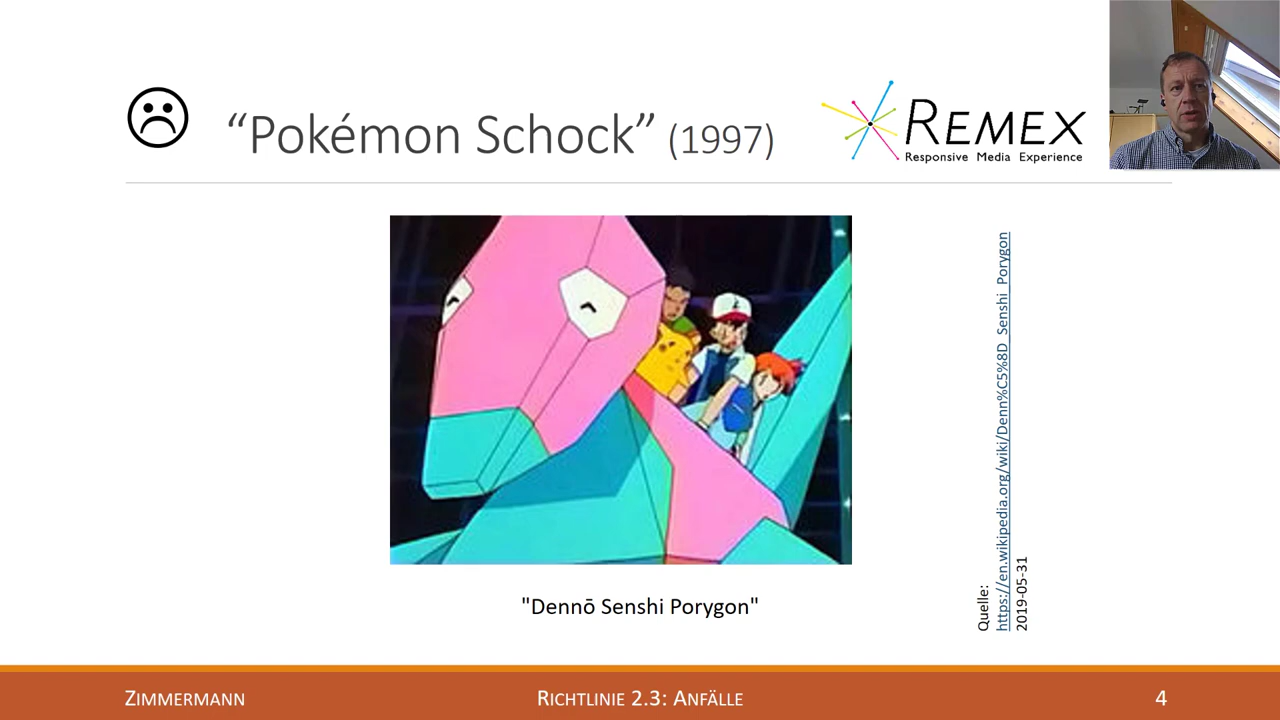 “Pokémon Schock” (1997)
REMEX
Responsive Media Experience
"Dennō Senshi Porygon"
Quelle:
https://en.wikipedia.org/wiki/Denn%C5%8D_Senshi_Porygon
2019-05-31
ZIMMERMANN
RICHTLINIE 2.3: ANFÄLLE
4